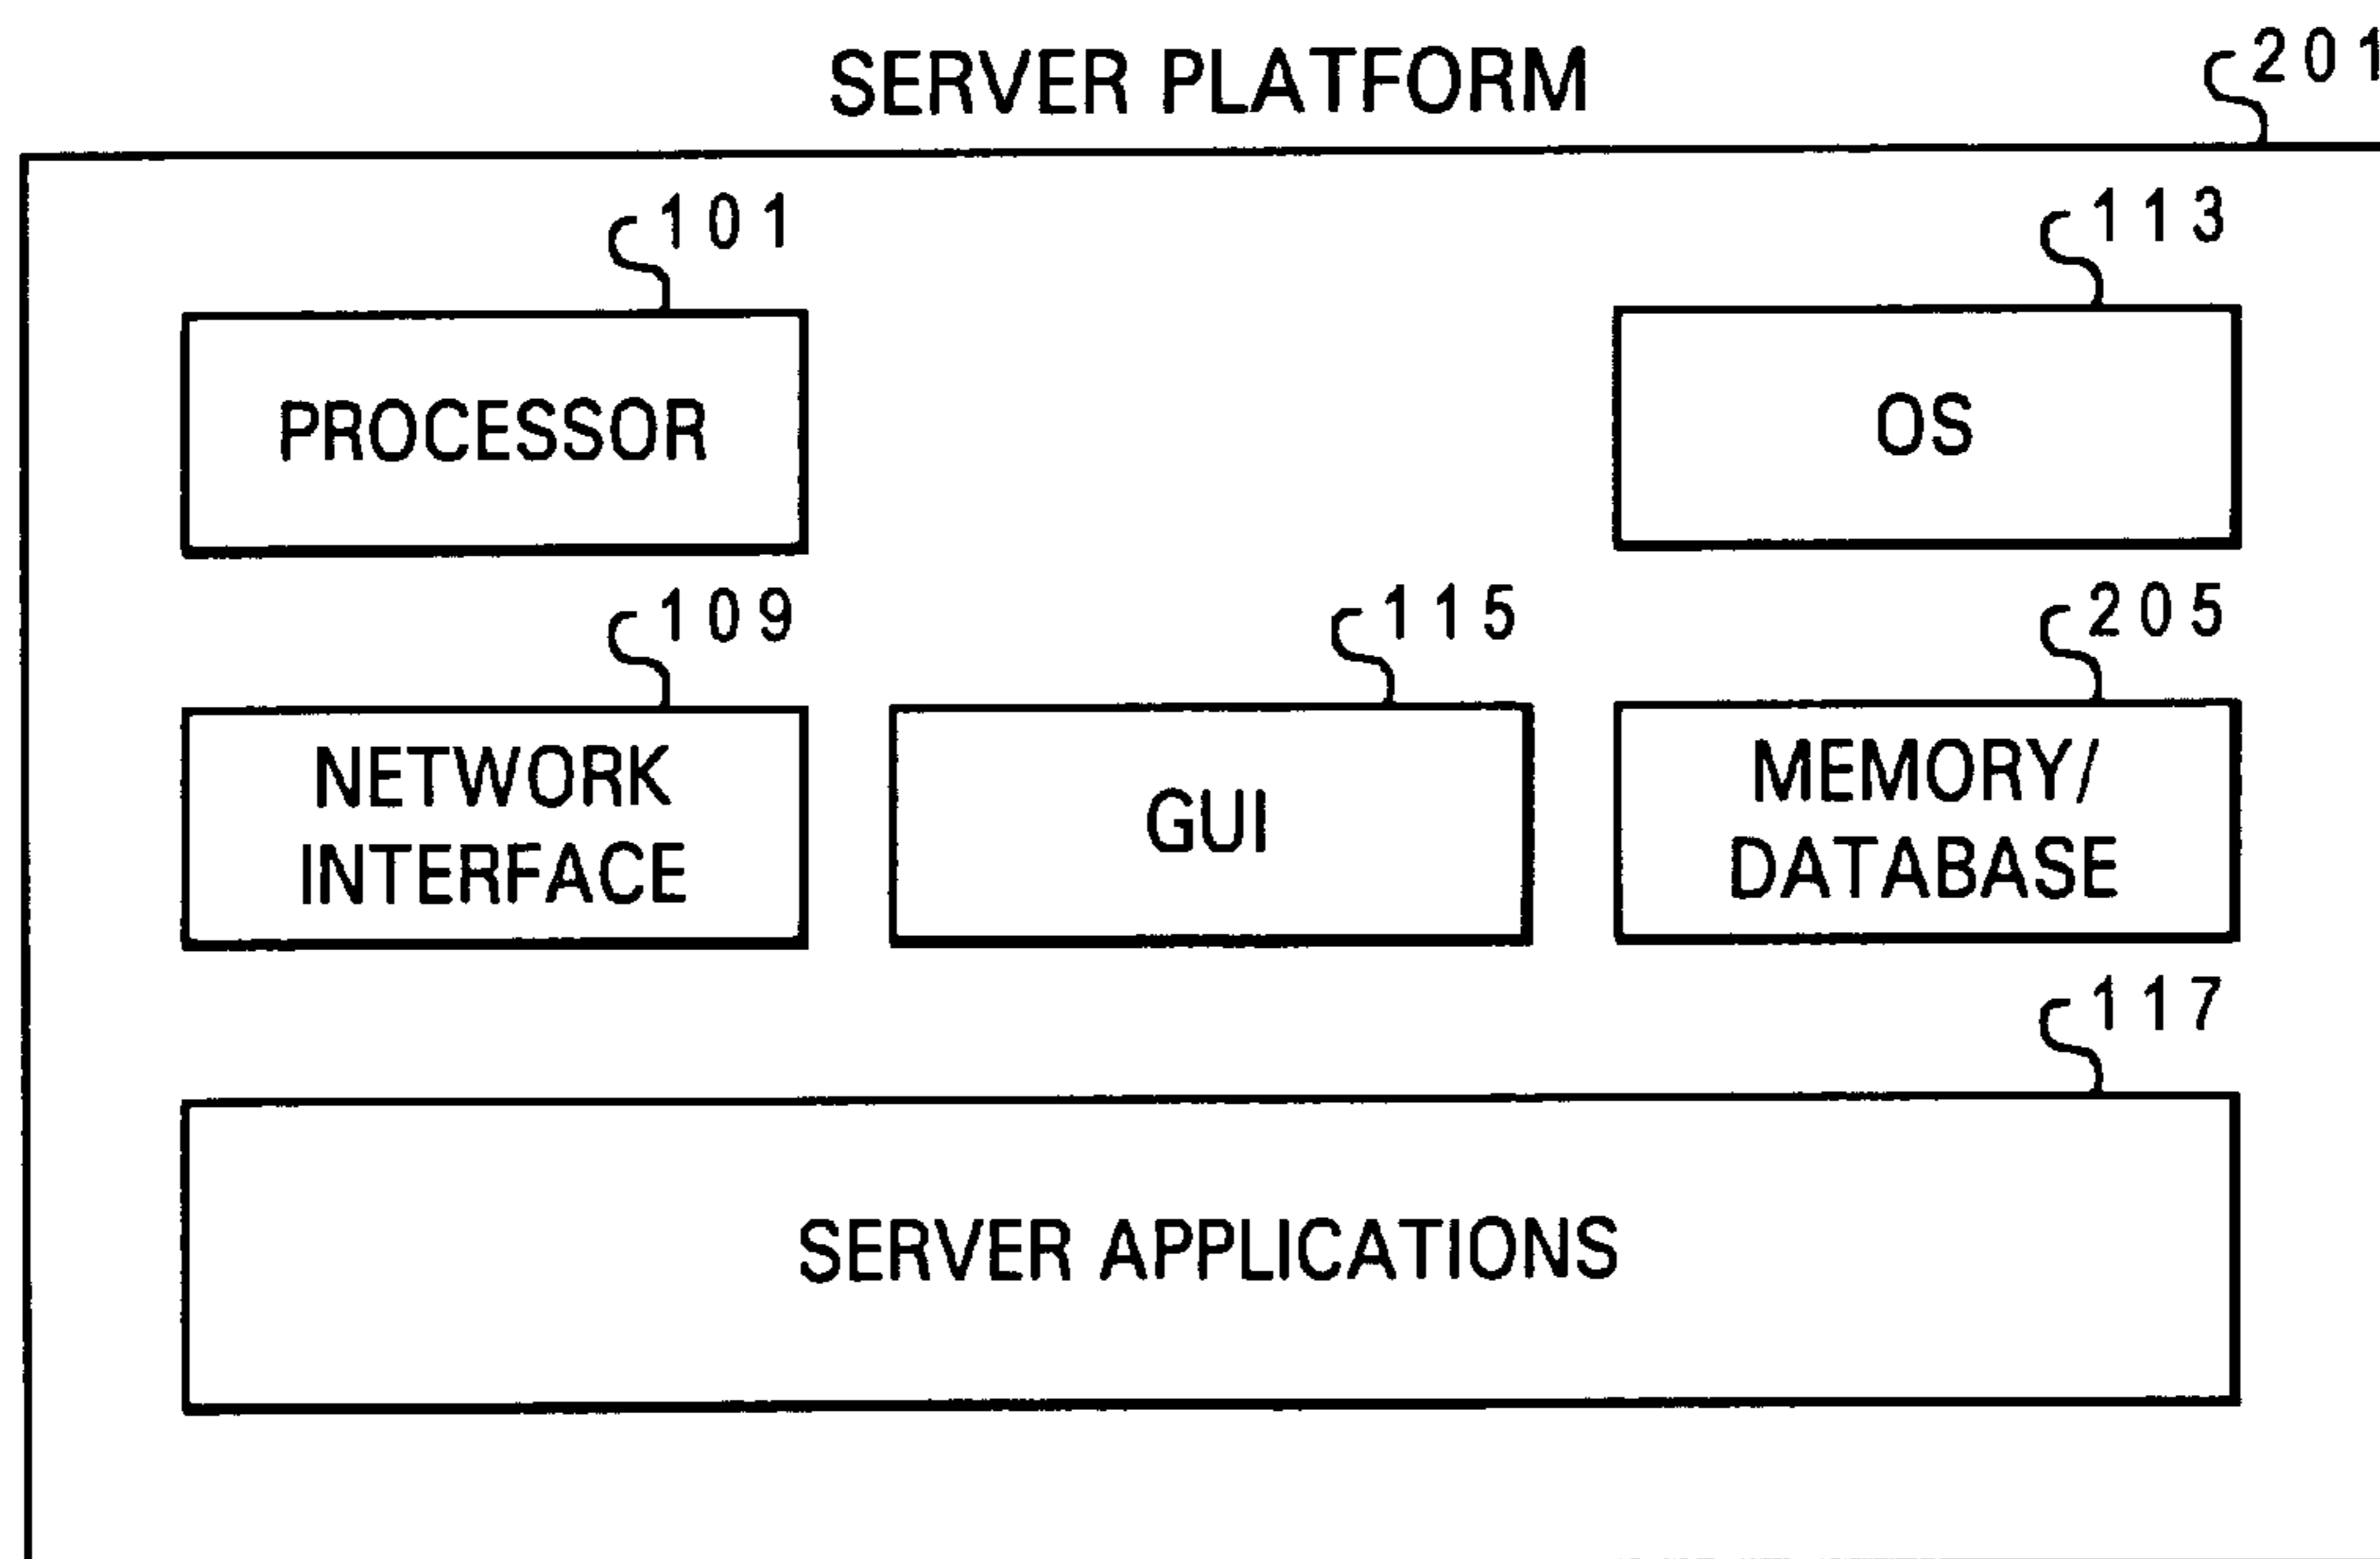 SERVER PLATFORM
201
101
113
PROCESSOR
OS
109
115
205
NETWORK
INTERFACE
GUI
MEMORY/
DATABASE
117
SERVER APPLICATIONS